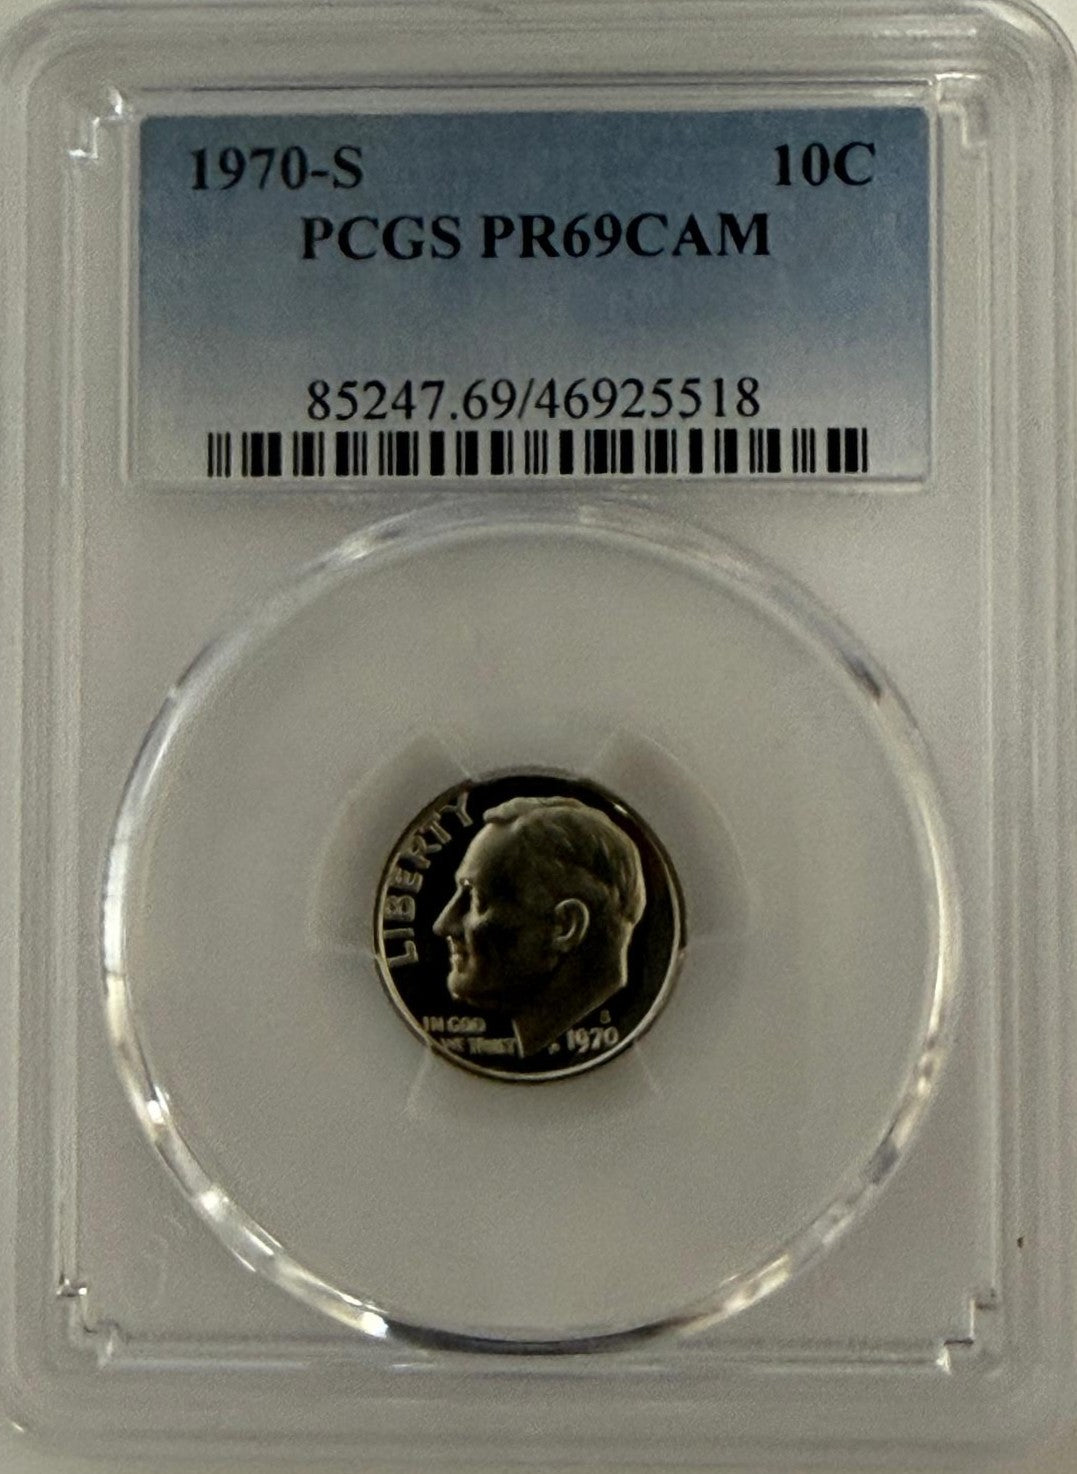 1970-S 10C
PCGS PR69CAM
85247.69/46925518
LIBERTY
IN GOD
WE TRUST
S
1970